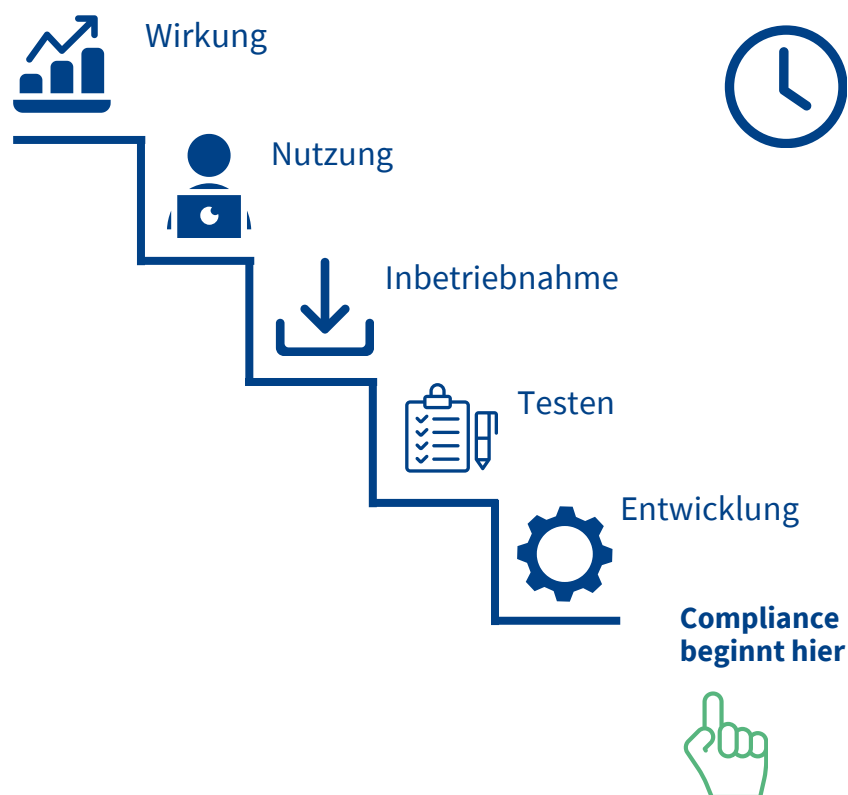 Wirkung
Nutzung
Inbetriebnahme
Testen
Entwicklung
Compliance
beginnt hier